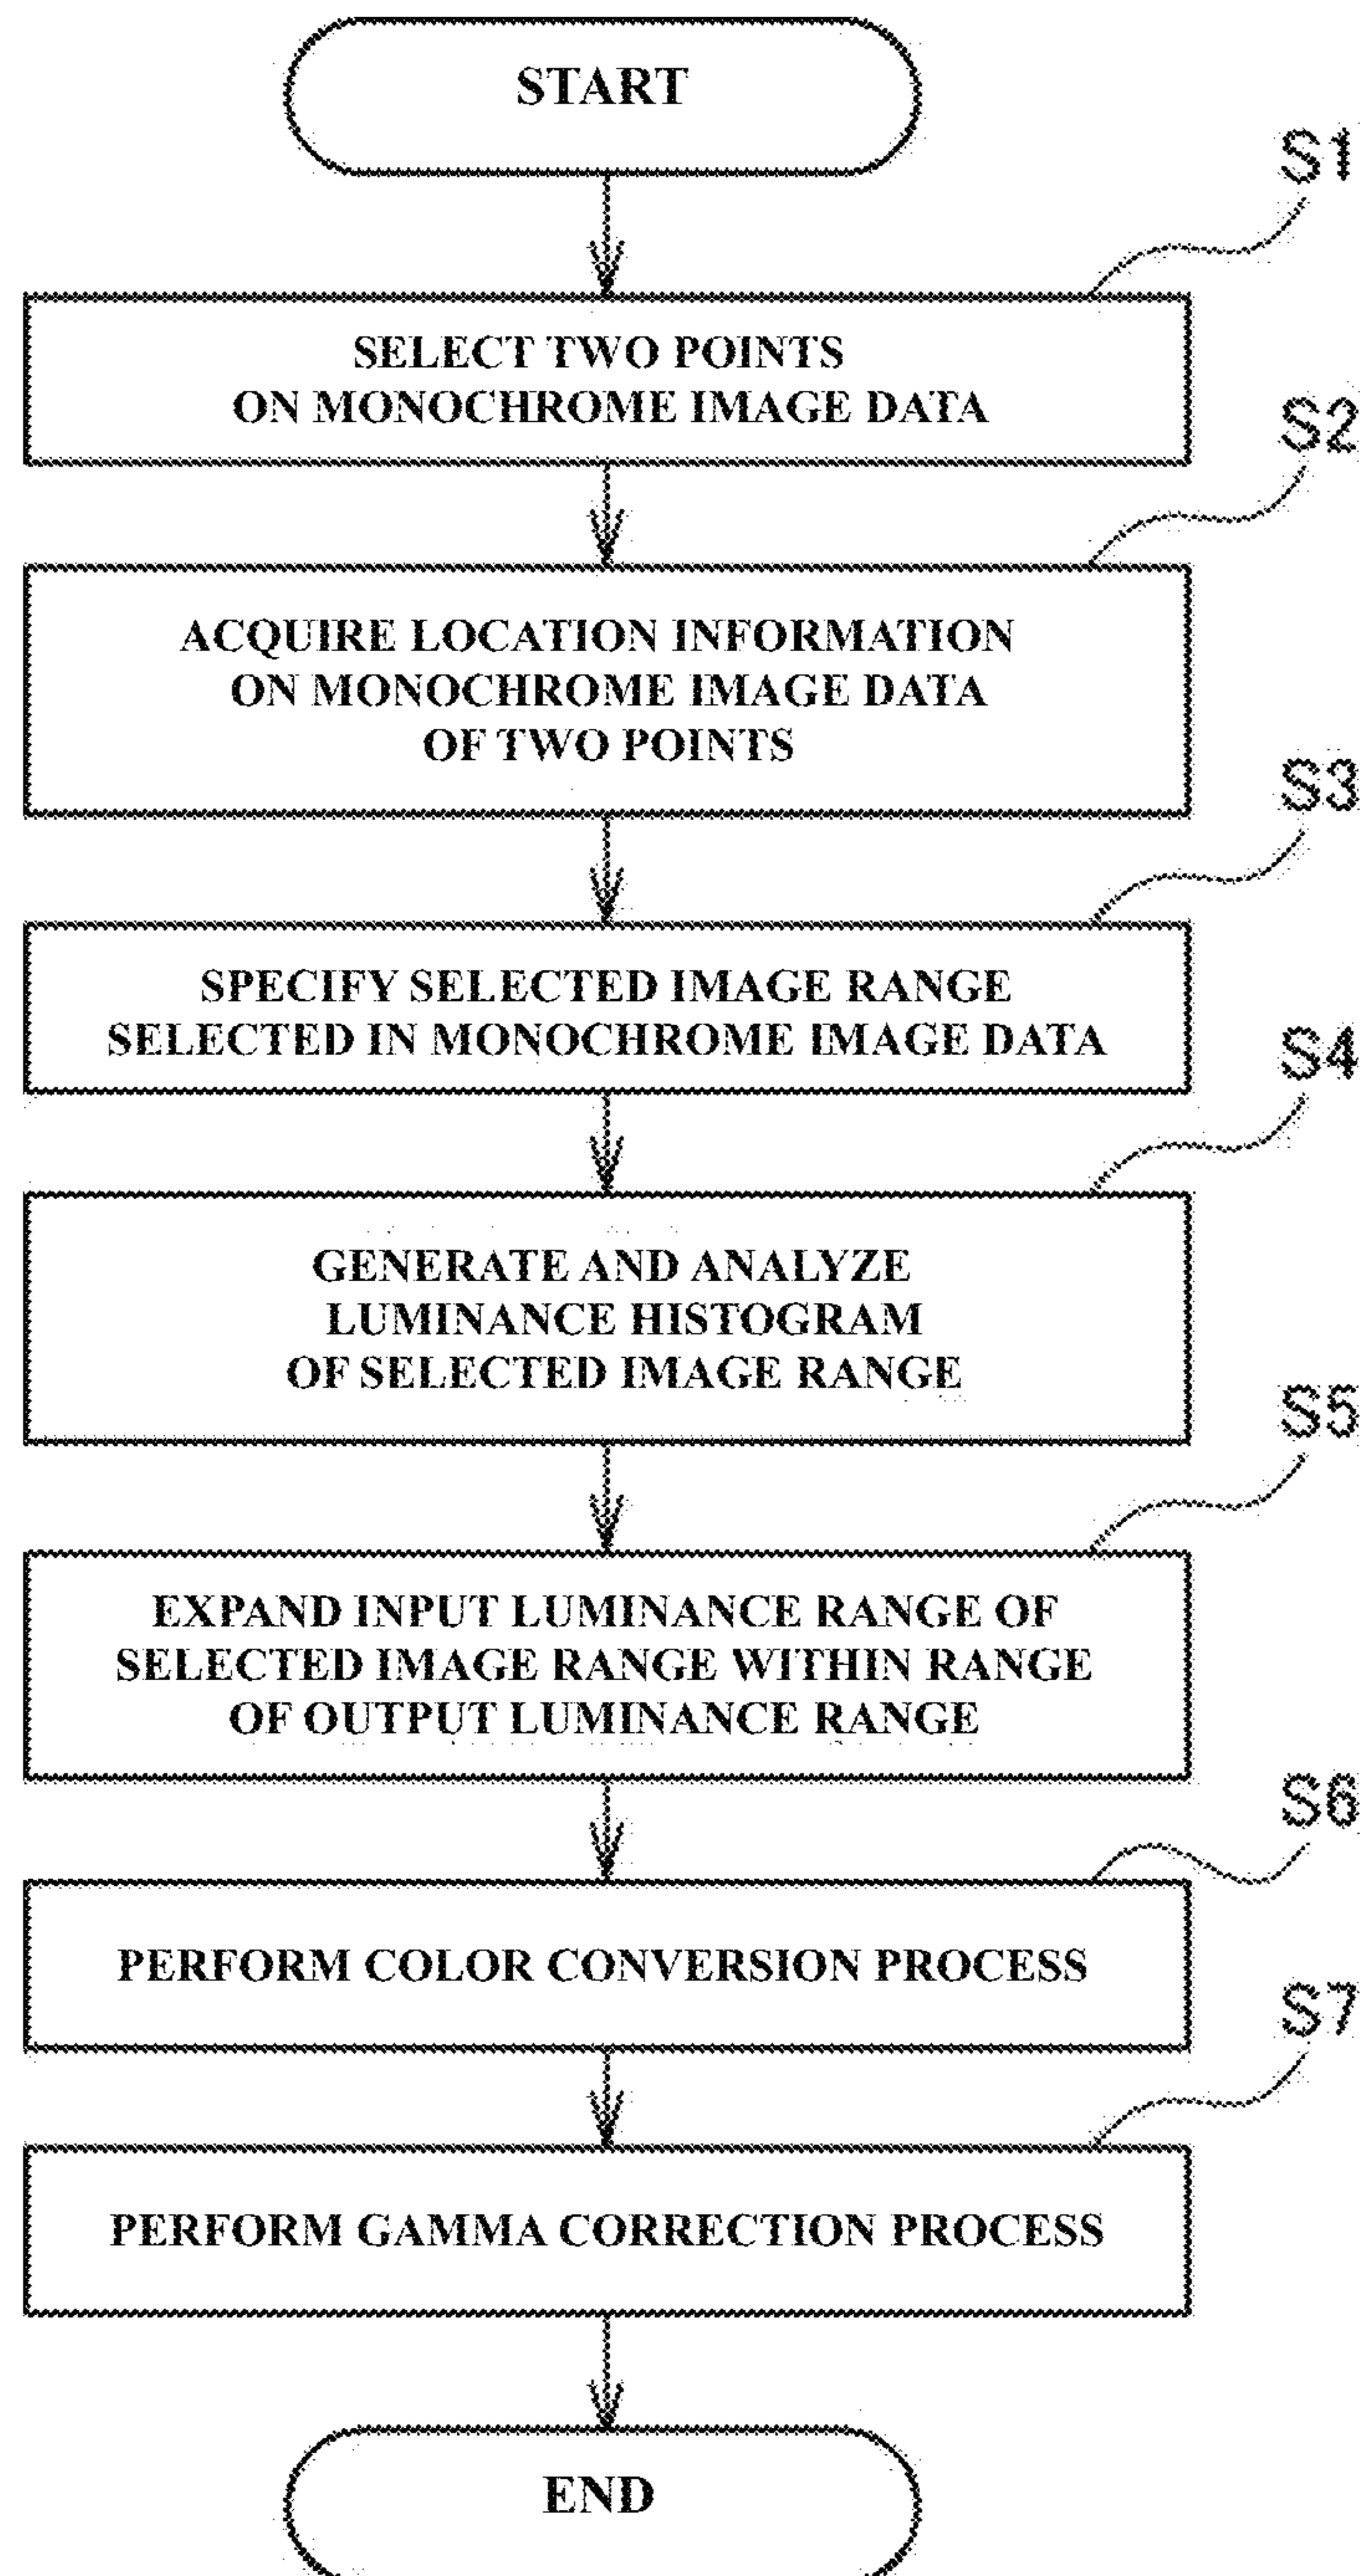 START
S1
SELECT TWO POINTS
ON MONOCHROME IMAGE DATA
S2
ACQUIRE LOCATION INFORMATION
ON MONOCHROME IMAGE DATA
OF TWO POINTS
S3
SPECIFY SELECTED IMAGE RANGE
SELECTED IN MONOCHROME IMAGE DATA
S4
GENERATE AND ANALYZE
LUMINANCE HISTOGRAM
OF SELECTED IMAGE RANGE
S5
EXPAND INPUT LUMINANCE RANGE OF
SELECTED IMAGE RANGE WITHIN RANGE
OF OUTPUT LUMINANCE RANGE
S6
PERFORM COLOR CONVERSION PROCESS
S7
PERFORM GAMMA CORRECTION PROCESS
END